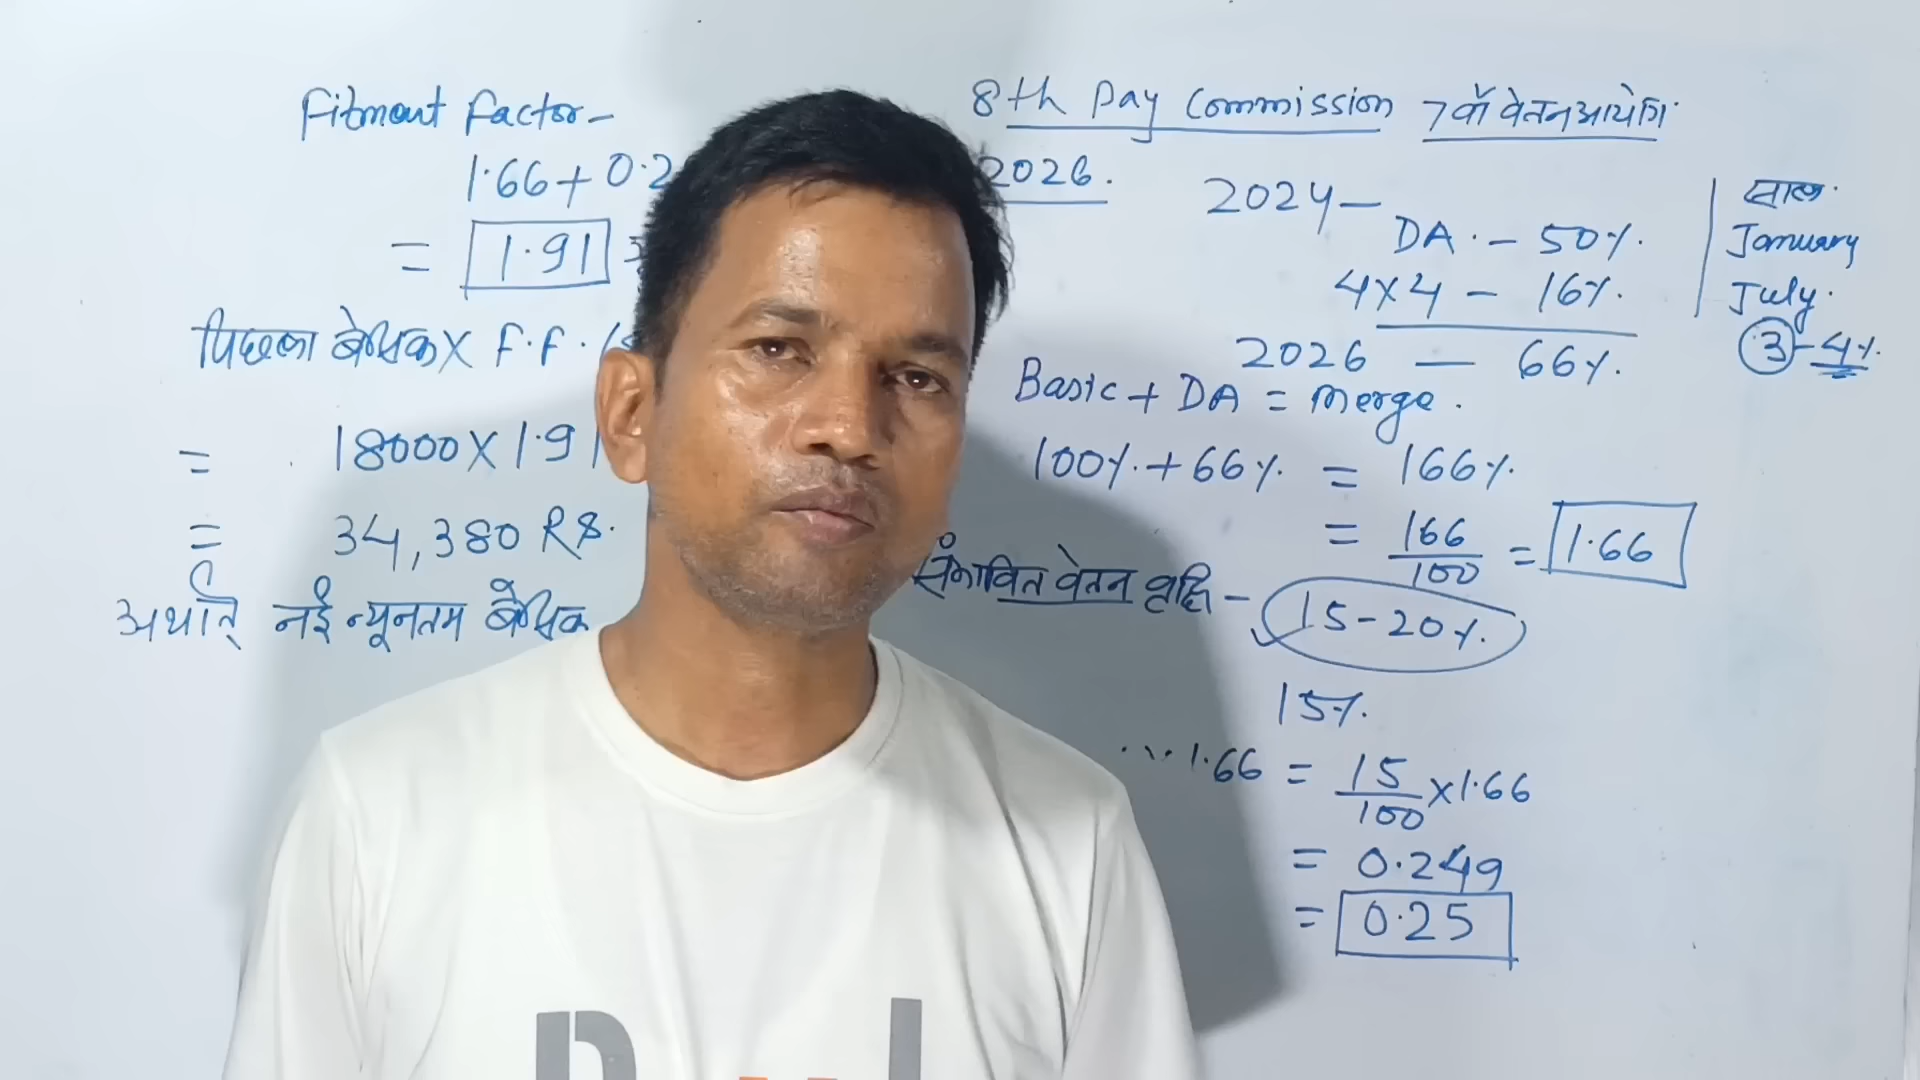 Fitment Factor-
1.66+0.2
= 1.91
पिछला बेसिक X F.F.
= 18000 X 1.91
= 34,380 RS.
अर्थात् नई न्यूनतम बेसिक
8th Pay Commission 7वाँ वेतन आयोग
2026.
2024-
DA. - 50%.
4x4 - 16%.
2026 - 66%.
साल.
January
July.
3-4%.
Basic + DA = merge.
100%.+66%. = 166%.
= 166/100 = 1.66
संभावित वेतन वृद्धि - 15-20%.
15%.
1.66 = 15/100 x1.66
= 0.249
= 0.25